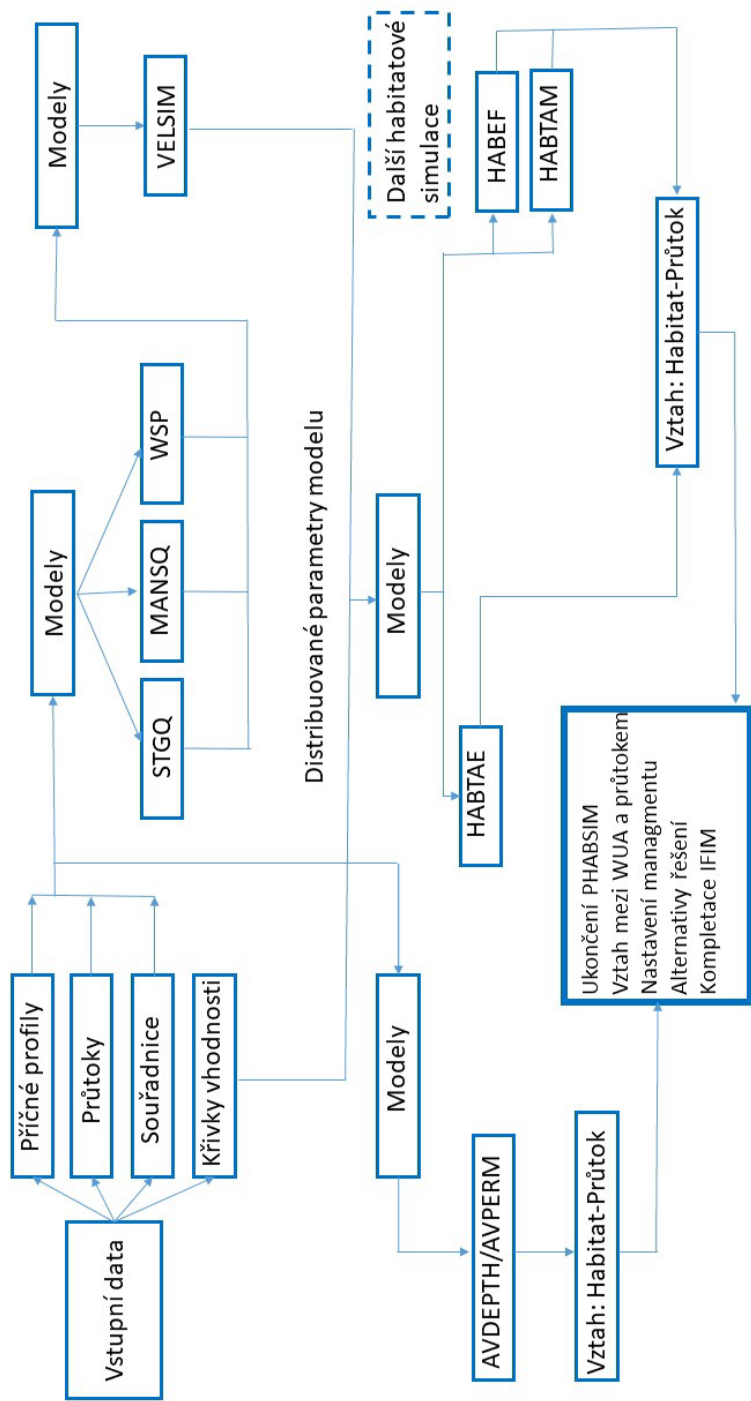 Vstupní data
Příčné profily
Průtoky
Souřadnice
Křivky vhodnosti
Modely
STGQ
MANSQ
WSP
Modely
VELSIM
Distribuované parametry modelu
Modely
AVDEPTH/AVPERM
Vztah: Habitat-Průtok
Modely
HABTAE
Další habitatové
simulace
HABEF
HABTAM
Vztah: Habitat-Průtok
Ukončení PHABSIM
Vztah mezi WUA a průtokem
Nastavení managmentu
Alternativy řešení
Kompletace IFIM